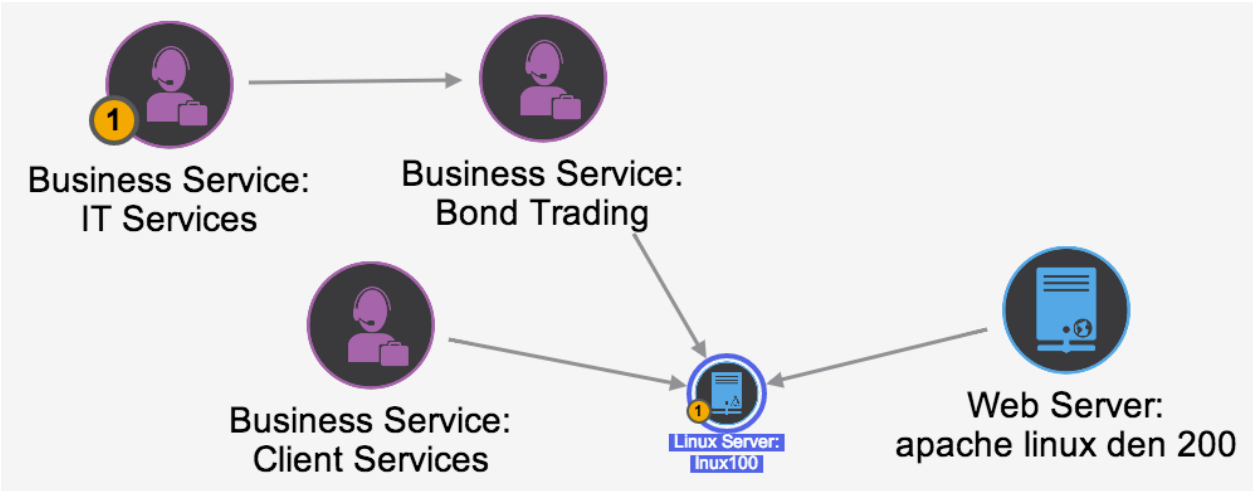 1
Business Service:
IT Services
Business Service:
Bond Trading
Business Service:
Client Services
1
Linux Server:
lnux100
Web Server:
apache linux den 200